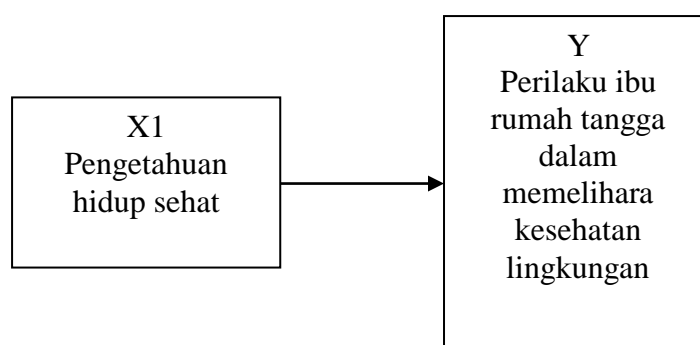 X1
Pengetahuan
hidup sehat
Y
Perilaku ibu
rumah tangga
dalam
memelihara
kesehatan
lingkungan